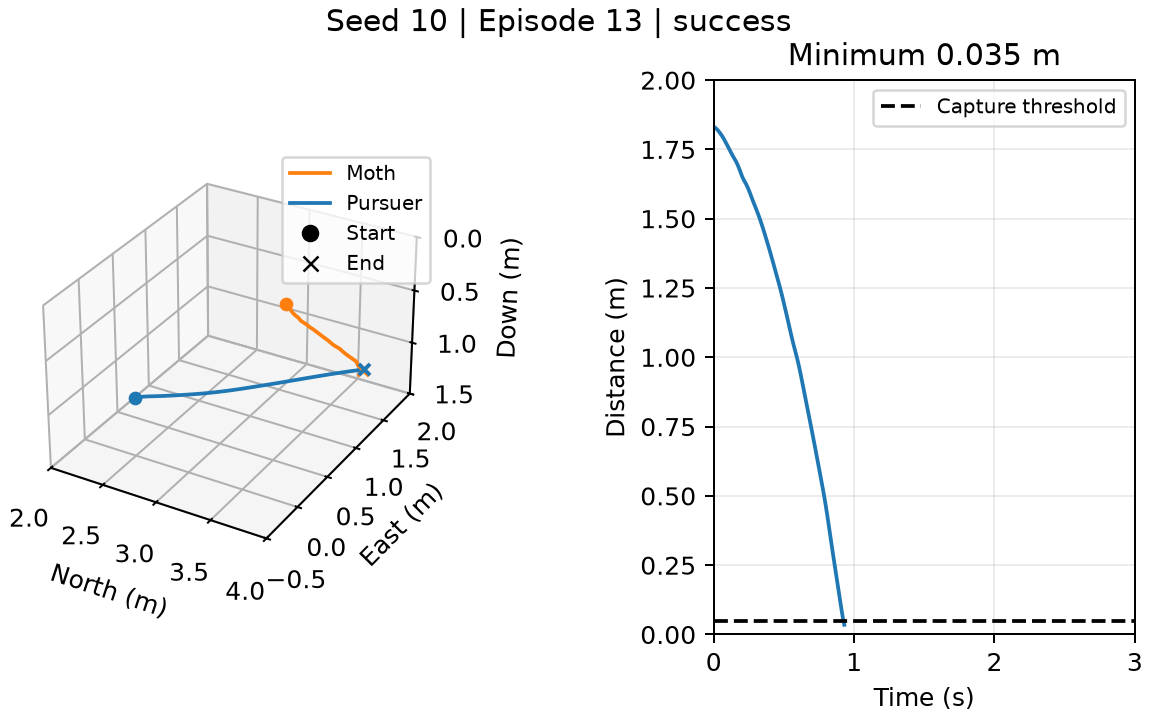 Seed 10 | Episode 13 | success
Moth
Pursuer
Start
End
0.0
0.5
1.0
1.5
Down (m)
2.0
1.5
1.0
0.5
0.0
−0.5
East (m)
2.0
2.5
3.0
3.5
4.0
North (m)
Minimum 0.035 m
Capture threshold
2.00
1.75
1.50
1.25
1.00
0.75
0.50
0.25
0.00
Distance (m)
0
1
2
3
Time (s)